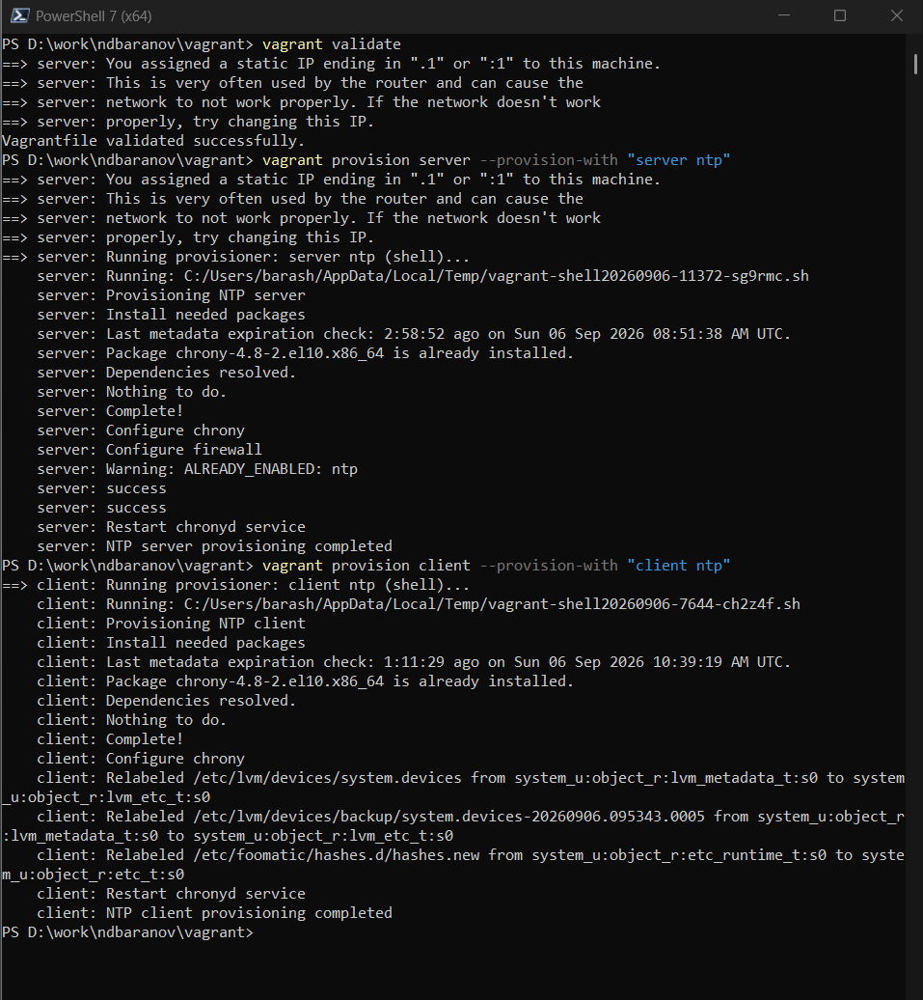 PowerShell 7 (x64)
PS D:\work\ndbaranov\vagrant> vagrant validate
==> server: You assigned a static IP ending in ".1" or ":1" to this machine.
==> server: This is very often used by the router and can cause the
==> server: network to not work properly. If the network doesn't work
==> server: properly, try changing this IP.
Vagrantfile validated successfully.
PS D:\work\ndbaranov\vagrant> vagrant provision server --provision-with "server ntp"
==> server: You assigned a static IP ending in ".1" or ":1" to this machine.
==> server: This is very often used by the router and can cause the
==> server: network to not work properly. If the network doesn't work
==> server: properly, try changing this IP.
==> server: Running provisioner: server ntp (shell)...
    server: Running: C:/Users/barash/AppData/Local/Temp/vagrant-shell20260906-11372-sg9rmc.sh
    server: Provisioning NTP server
    server: Install needed packages
    server: Last metadata expiration check: 2:58:52 ago on Sun 06 Sep 2026 08:51:38 AM UTC.
    server: Package chrony-4.8-2.el10.x86_64 is already installed.
    server: Dependencies resolved.
    server: Nothing to do.
    server: Complete!
    server: Configure chrony
    server: Configure firewall
    server: Warning: ALREADY_ENABLED: ntp
    server: success
    server: success
    server: Restart chronyd service
    server: NTP server provisioning completed
PS D:\work\ndbaranov\vagrant> vagrant provision client --provision-with "client ntp"
==> client: Running provisioner: client ntp (shell)...
    client: Running: C:/Users/barash/AppData/Local/Temp/vagrant-shell20260906-7644-ch2z4f.sh
    client: Provisioning NTP client
    client: Install needed packages
    client: Last metadata expiration check: 1:11:29 ago on Sun 06 Sep 2026 10:39:19 AM UTC.
    client: Package chrony-4.8-2.el10.x86_64 is already installed.
    client: Dependencies resolved.
    client: Nothing to do.
    client: Complete!
    client: Configure chrony
    client: Relabeled /etc/lvm/devices/system.devices from system_u:object_r:lvm_metadata_t:s0 to system
_u:object_r:lvm_etc_t:s0
    client: Relabeled /etc/lvm/devices/backup/system.devices-20260906.095343.0005 from system_u:object_r
:lvm_metadata_t:s0 to system_u:object_r:lvm_etc_t:s0
    client: Relabeled /etc/foomatic/hashes.d/hashes.new from system_u:object_r:etc_runtime_t:s0 to syste
m_u:object_r:etc_t:s0
    client: Restart chronyd service
    client: NTP client provisioning completed
PS D:\work\ndbaranov\vagrant>